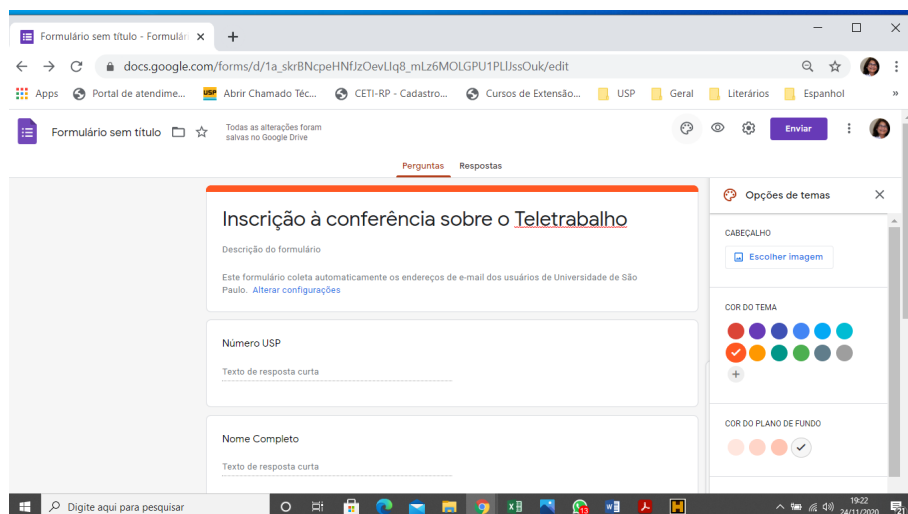 Formulário sem título - Formulári
docs.google.com/forms/d/1a_skrBNcpeHNfJzOevLIq8_mLz6MOLGPU1PLIJssOuk/edit
Apps Portal de atendime... USP Abrir Chamado Téc... CETI-RP - Cadastro... Cursos de Extensão... USP Geral Literários Espanhol »
Formulário sem título
Todas as alterações foram
salvas no Google Drive
Enviar
Perguntas Respostas
Inscrição à conferência sobre o Teletrabalho
Descrição do formulário
Este formulário coleta automaticamente os endereços de e-mail dos usuários de Universidade de São
Paulo. Alterar configurações
Número USP
Texto de resposta curta
Nome Completo
Texto de resposta curta
Opções de temas
CABEÇALHO
Escolher imagem
COR DO TEMA
COR DO PLANO DE FUNDO
Digite aqui para pesquisar
13
19:22
24/11/2020
21